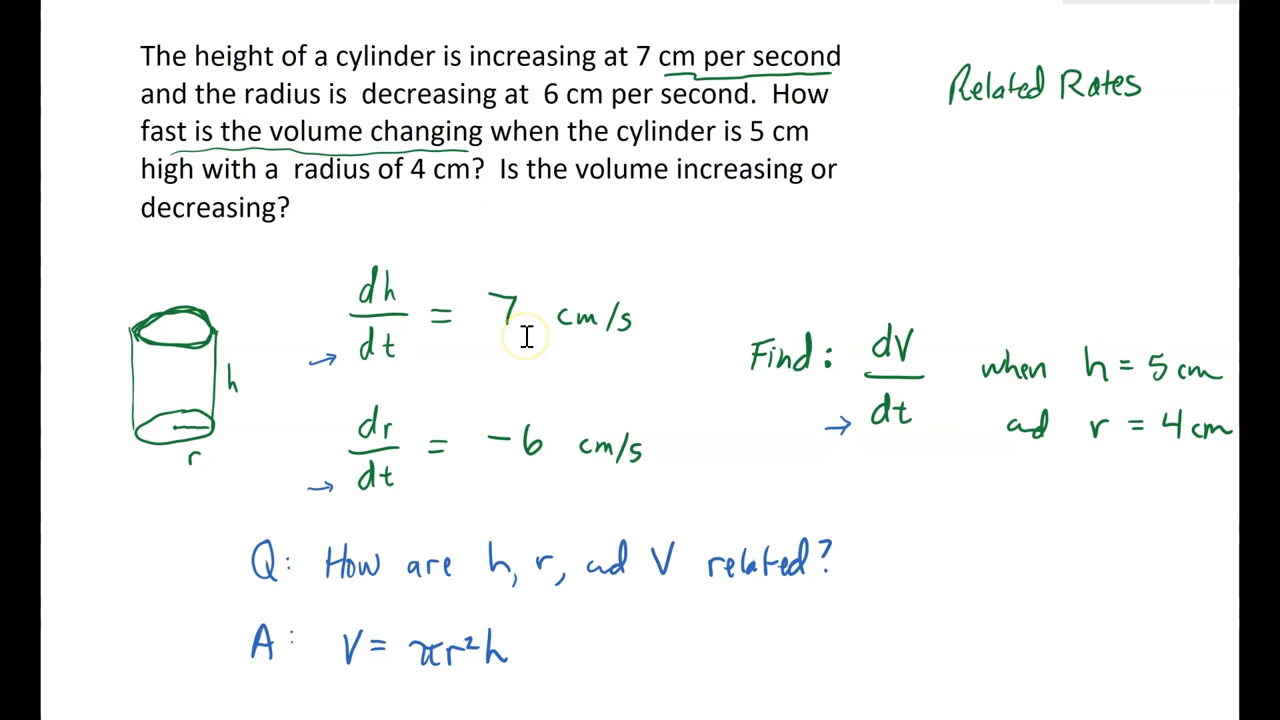 The height of a cylinder is increasing at 7 cm per second
and the radius is decreasing at 6 cm per second. How
fast is the volume changing when the cylinder is 5 cm
high with a radius of 4 cm? Is the volume increasing or
decreasing?
Related Rates
h
r
dh/dt = 7 cm/s
dr/dt = -6 cm/s
Find: dV/dt when h = 5 cm
ad r = 4 cm
Q: How are h, r, ad V related?
A: V = πr²h